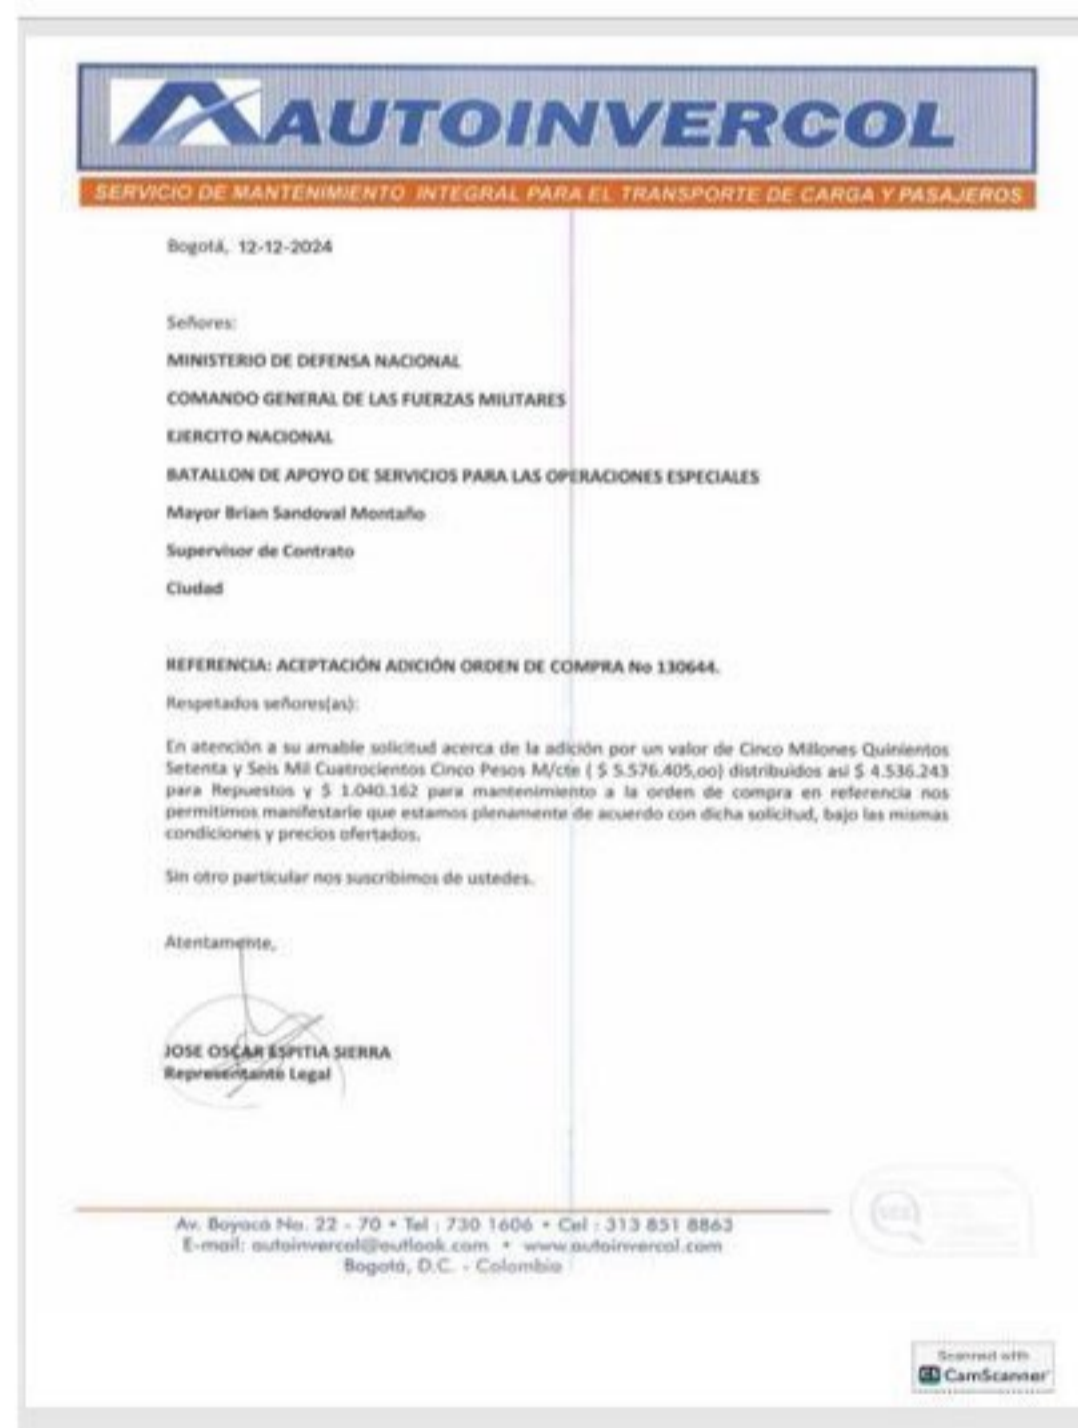 AUTOINVERCOL
SERVICIO DE MANTENIMIENTO INTEGRAL PARA EL TRANSPORTE DE CARGA Y PASAJEROS
Bogotá, 12-12-2024
Señores:
MINISTERIO DE DEFENSA NACIONAL
COMANDO GENERAL DE LAS FUERZAS MILITARES
EJERCITO NACIONAL
BATALLON DE APOYO DE SERVICIOS PARA LAS OPERACIONES ESPECIALES
Mayor Brian Sandoval Montaño
Supervisor de Contrato
Ciudad
REFERENCIA: ACEPTACIÓN ADICIÓN ORDEN DE COMPRA No 130644.
Respetados señores(as):
En atención a su amable solicitud acerca de la adición por un valor de Cinco Millones Quinientos
Setenta y Seis Mil Cuatrocientos Cinco Pesos M/cte ( $ 5.576.405,oo) distribuidos asi $ 4.536.243
para Repuestos y $ 1.040.162 para mantenimiento a la orden de compra en referencia nos
permitimos manifestarle que estamos plenamente de acuerdo con dicha solicitud, bajo las mismas
condiciones y precios ofertados.
Sin otro particular nos suscribimos de ustedes.
Atentamente,
JOSE OSCAR ESPITIA SIERRA
Representante Legal
Av. Boyacá No. 22 - 70 • Tel : 730 1606 • Cel : 313 851 8863
E-mail: autoinvercol@outlook.com • www.autoinvercol.com
Bogotá, D.C. - Colombia
Scanned with
CS CamScanner